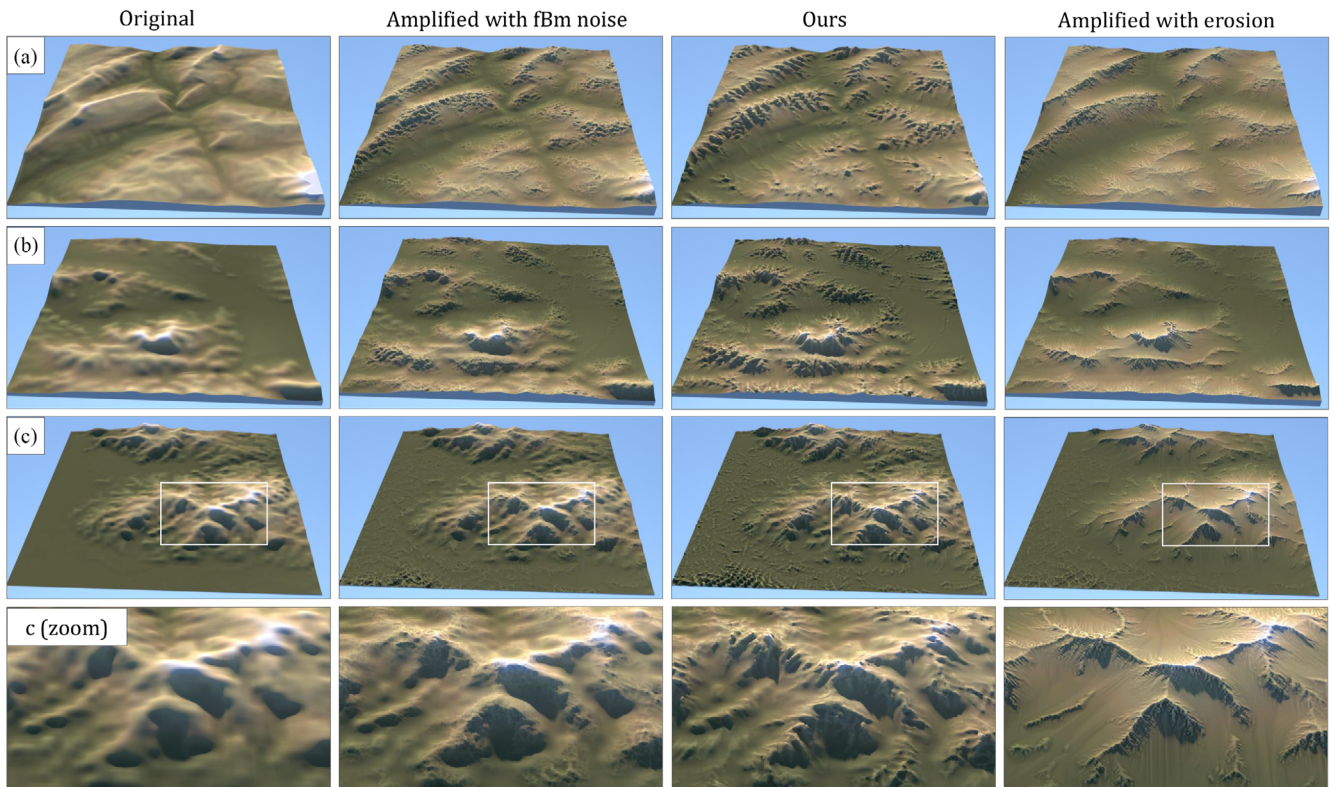 Original
Amplified with fBm noise
Ours
Amplified with erosion
(a)
(b)
(c)
c (zoom)